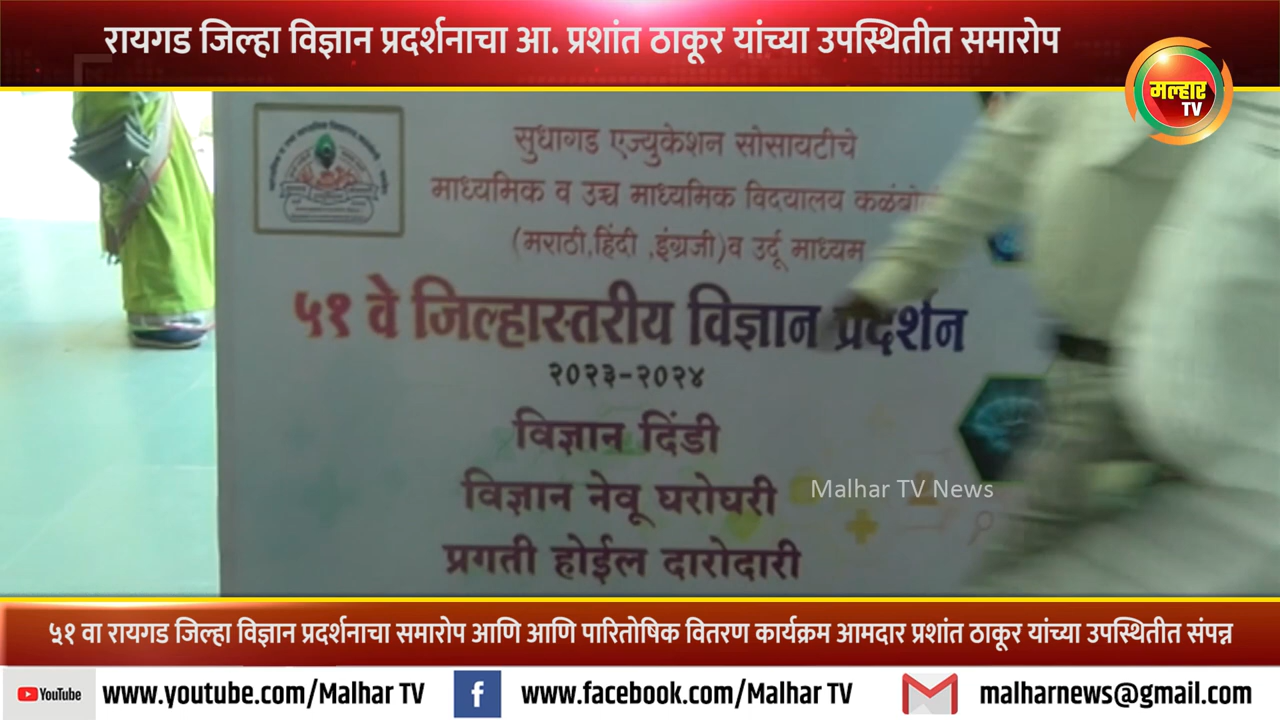 रायगड जिल्हा विज्ञान प्रदर्शनाचा आ. प्रशांत ठाकूर यांच्या उपस्थितीत समारोप
मल्हार
TV
सुधागड एज्युकेशन सोसायटीचे
माध्यमिक व उच्च माध्यमिक विदयालय
(मराठी,हिंदी ,इंग्रजी)व उर्दू माध्यम
५१ वे जिल्हास्तरीय विज्ञान प्रदर्शन
२०२३-२०२४
विज्ञान दिंडी
विज्ञान नेवू घरोघरी
Malhar TV News
प्रगती होईल दारोदारी
५१ वा रायगड जिल्हा विज्ञान प्रदर्शनाचा समारोप आणि आणि पारितोषिक वितरण कार्यक्रम आमदार प्रशांत ठाकूर यांच्या उपस्थितीत संपन्न
YouTube www.youtube.com/Malhar TV www.facebook.com/Malhar TV malharnews@gmail.com